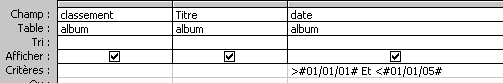 Champ : classement Titre date
Table : album album album
Tri :
Afficher :
Critères : >#01/01/01# Et <#01/01/05#